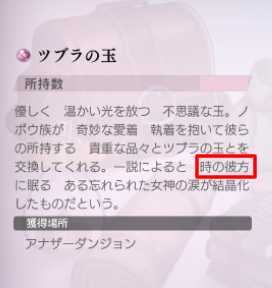 ツブラの玉
所持数
優しく　温かい光を放つ　不思議な玉。ノ
ポウ族が　奇妙な愛着　執着を抱いて彼ら
の所持する　貴重な品々とツブラの玉とを
交換してくれる。一説によると　時の彼方
に眠る　ある忘れられた女神の涙が結晶化
したものだという。
獲得場所
アナザーダンジョン